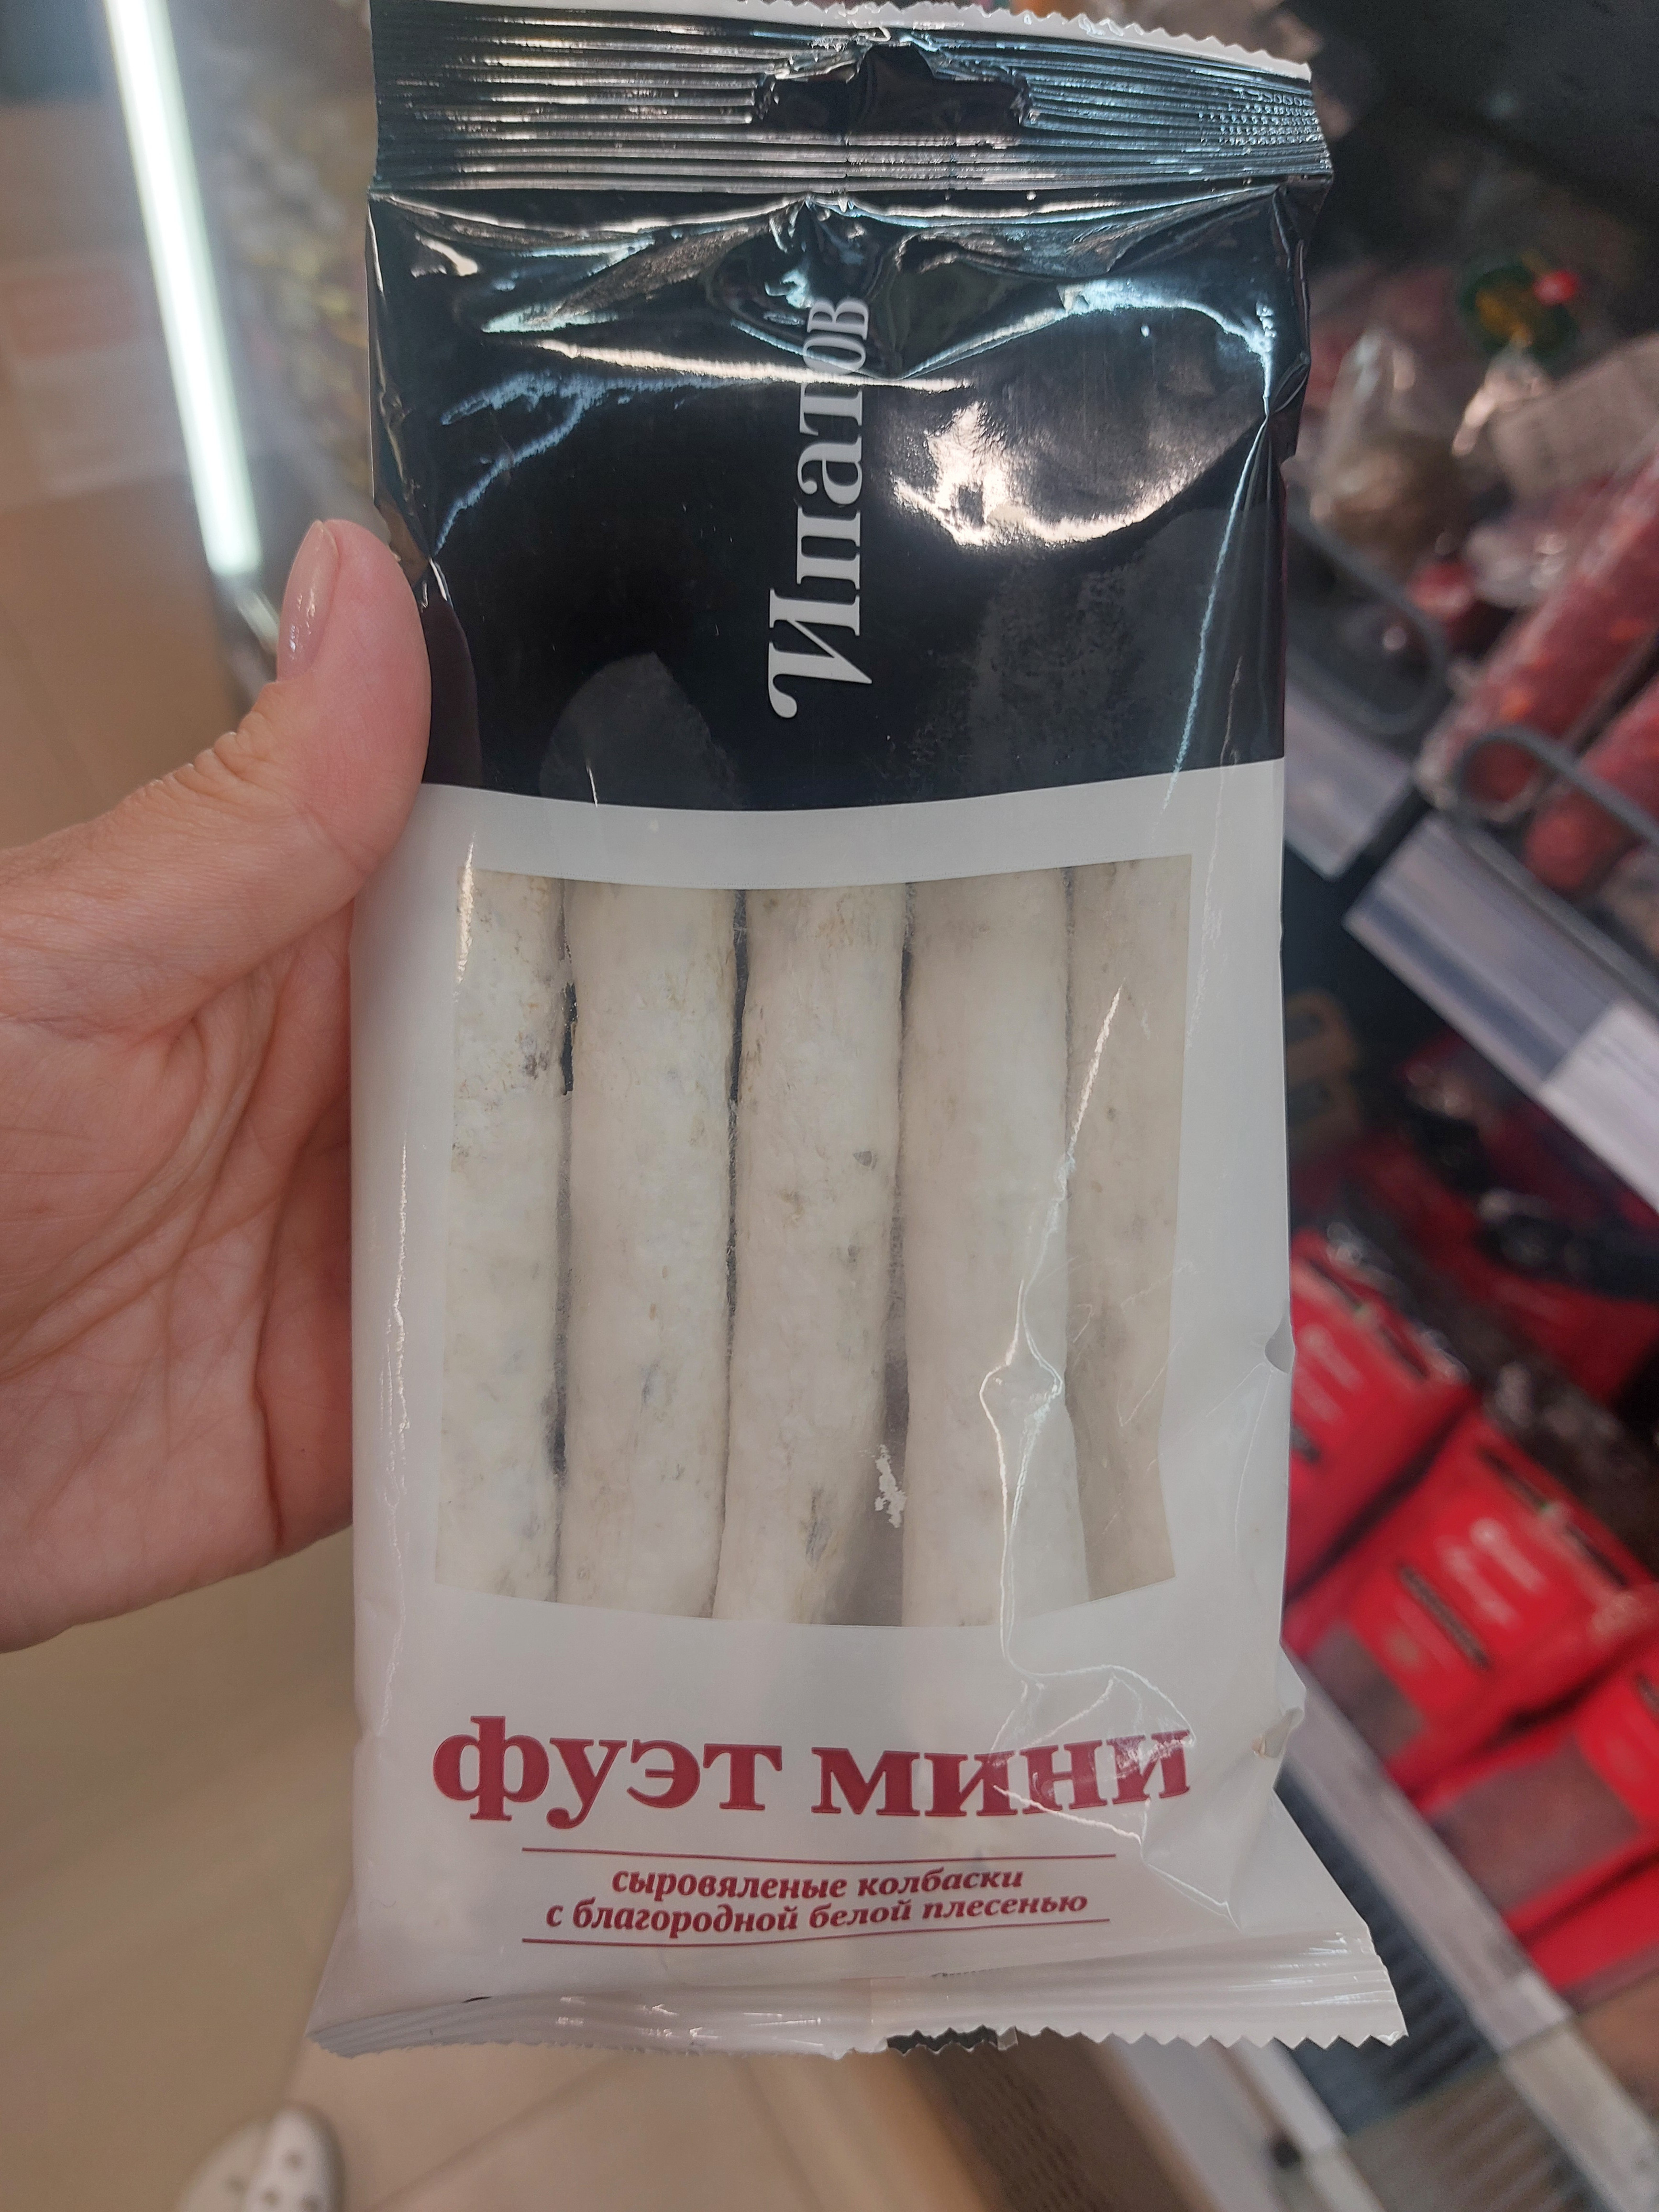 Ипатов
фуэт мини
сыровяленые колбаски
с благородной белой плесенью